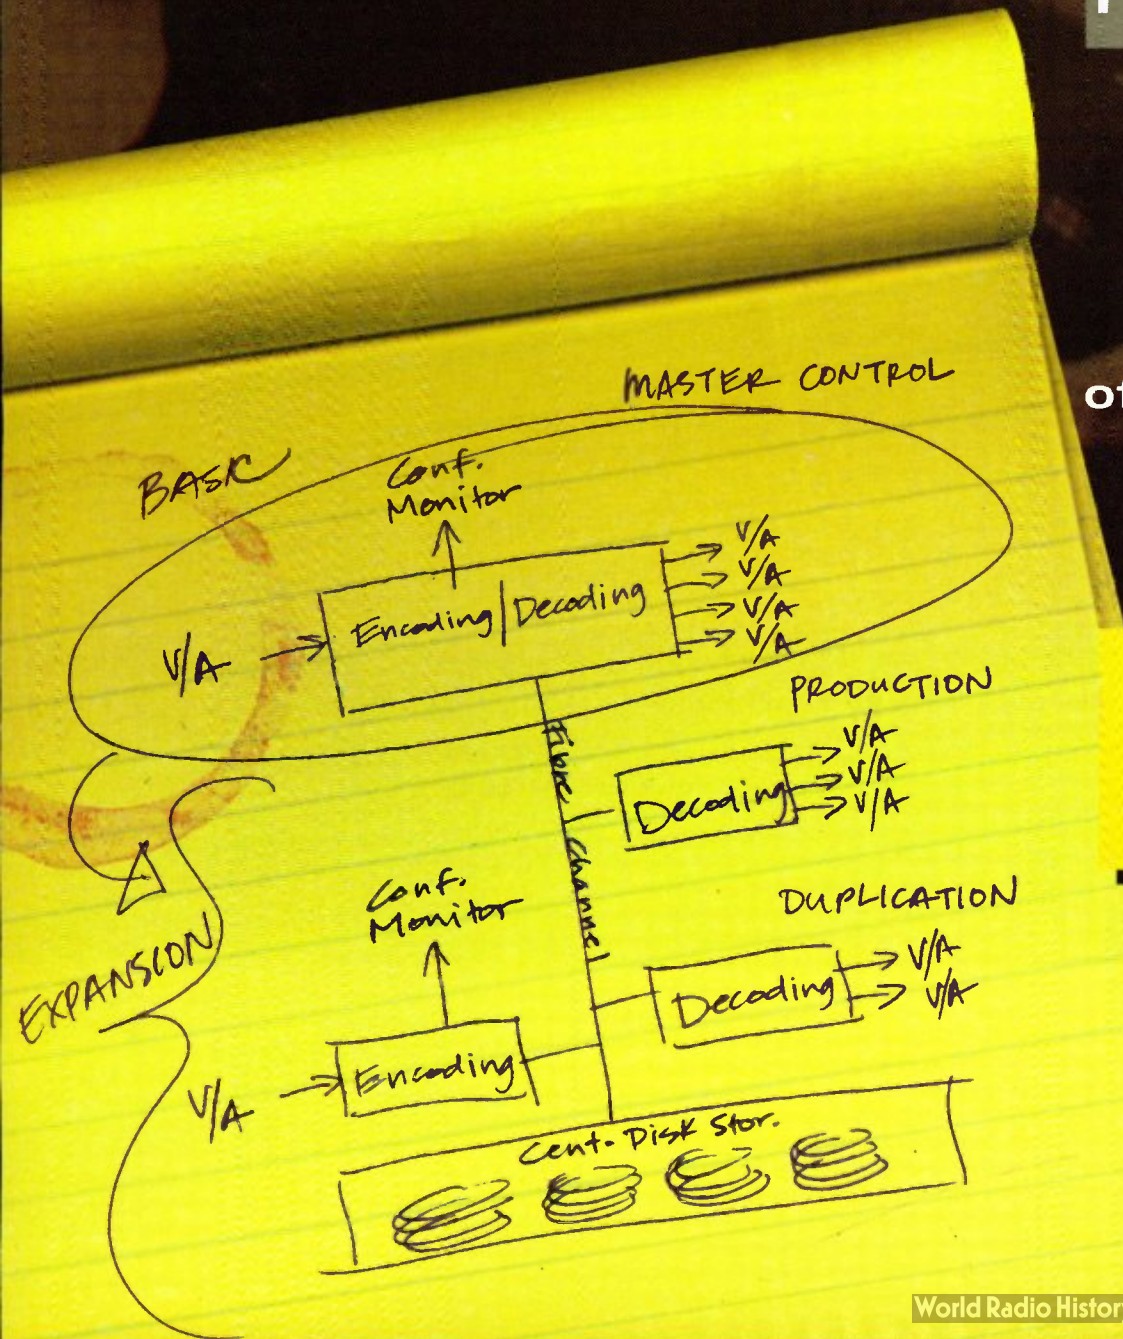 of
MASTER CONTROL
BASIC
Conf.
Monitor
V/A
Encoding/Decoding
V/A
V/A
V/A
V/A
PRODUCTION
Fibre Channel
Decoding
V/A
V/A
V/A
EXPANSION
Conf.
Monitor
DUPLICATION
Decoding
V/A
V/A
V/A
Encoding
Cent. Disk Stor.
World Radio History